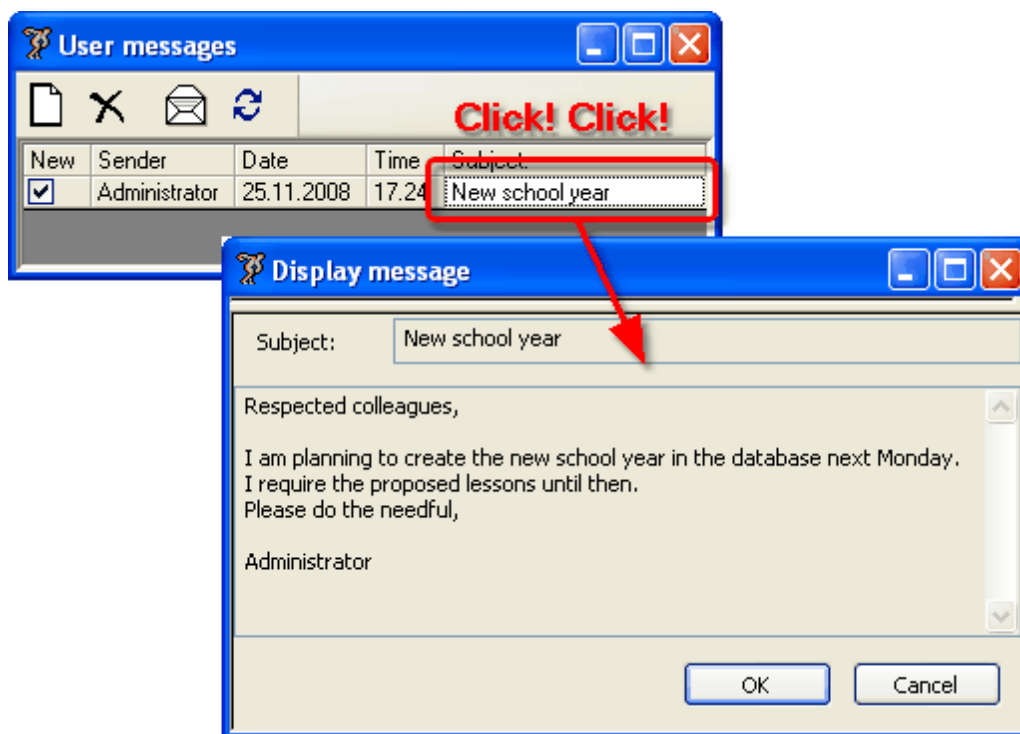 User messages
Click! Click!
New Sender Date Time Subject:
Administrator 25.11.2008 17.24 New school year
Display message
Subject: New school year
Respected colleagues,
I am planning to create the new school year in the database next Monday.
I require the proposed lessons until then.
Please do the needful,
Administrator
OK Cancel